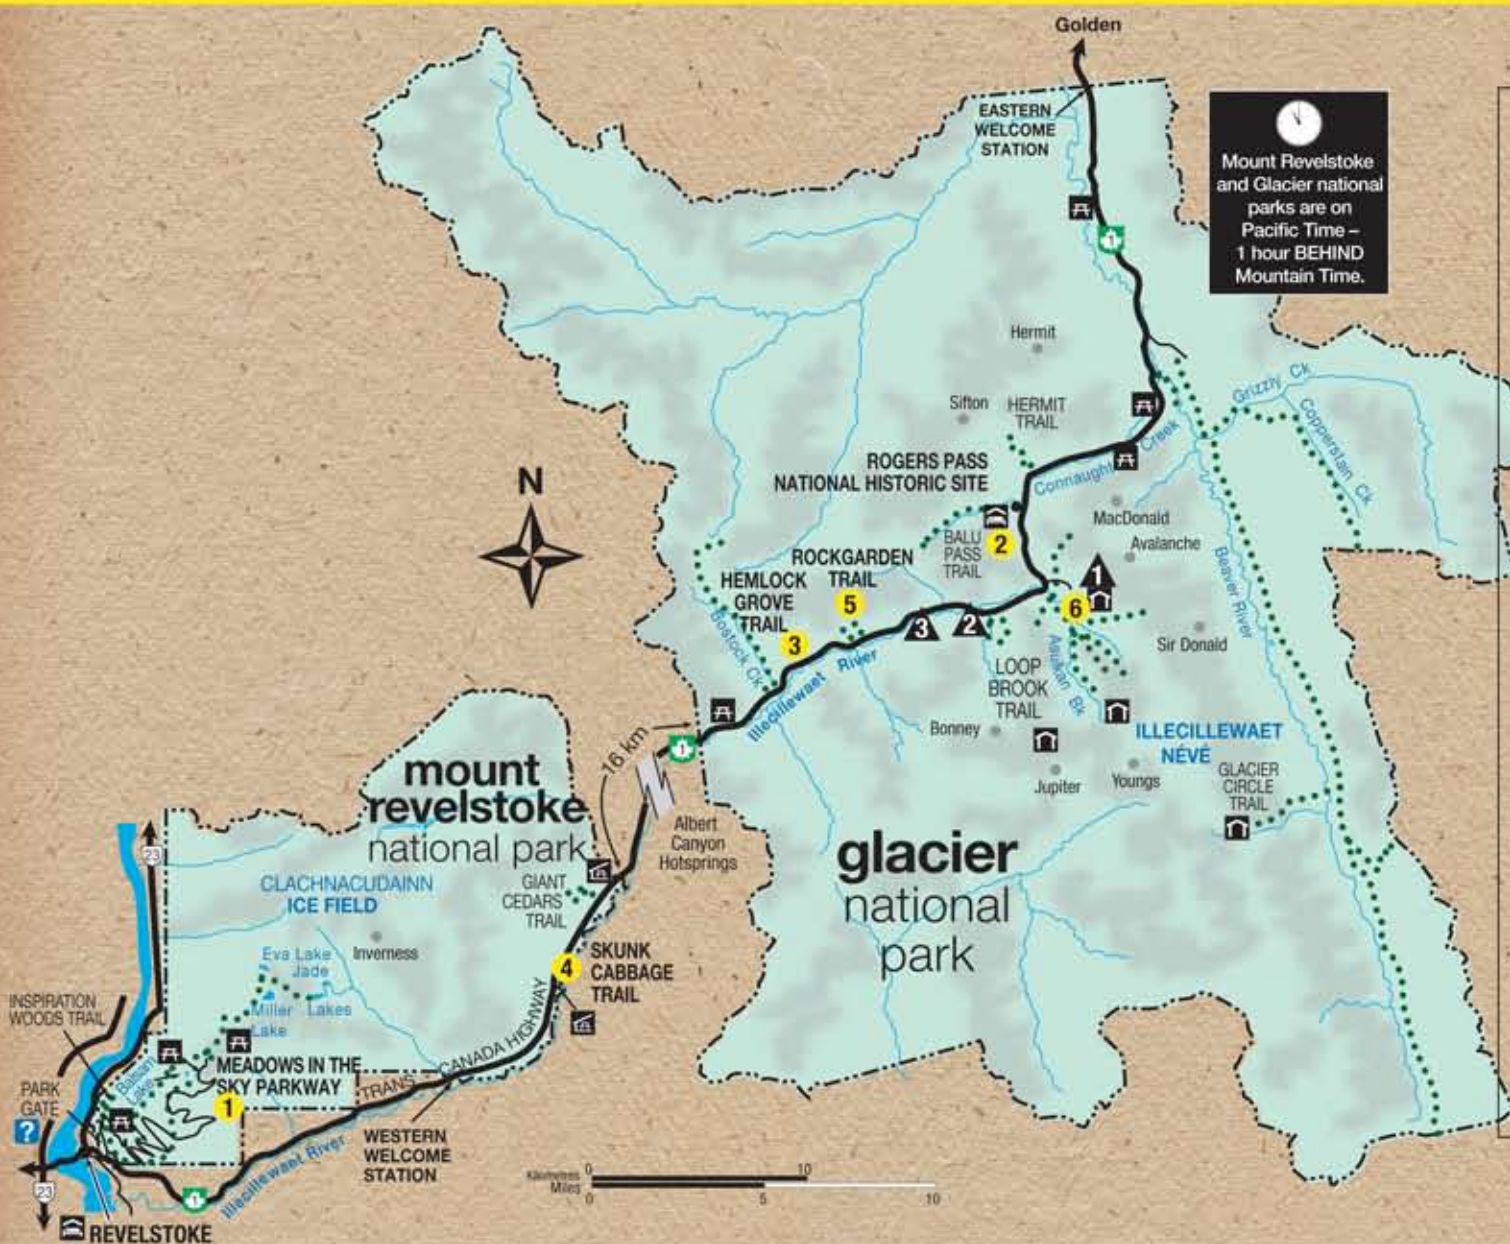 Golden
EASTERN
WELCOME
STATION
Mount Revelstoke
and Glacier national
parks are on
Pacific Time –
1 hour BEHIND
Mountain Time.
1
Hermit
Grizzly Ck
Copperstain Ck
Sifton
HERMIT
TRAIL
ROGERS PASS
NATIONAL HISTORIC SITE
Connaught Creek
N
MacDonald
Avalanche
BALU
PASS
TRAIL
2
Beaver River
ROCKGARDEN
TRAIL
5
HEMLOCK
GROVE
TRAIL
3
1
6
3
2
Bostock Ck
Asulkan Bk
Sir Donald
LOOP
BROOK
TRAIL
Illecillewaet River
Bonney
ILLECILLEWAET
NÉVÉ
Jupiter
Youngs
GLACIER
CIRCLE
TRAIL
16 km
1
Albert
Canyon
Hotsprings
mount
revelstoke
national park
glacier
national
park
23
CLACHNACUDAINN
ICE FIELD
GIANT
CEDARS
TRAIL
Inverness
Eva Lake
Jade
Lakes
Miller
Lake
4
SKUNK
CABBAGE
TRAIL
INSPIRATION
WOODS TRAIL
Balsam
Lake
MEADOWS IN THE
SKY PARKWAY
1
TRANS CANADA HIGHWAY
PARK
GATE
?
WESTERN
WELCOME
STATION
Illecillewaet River
23
1
REVELSTOKE
Kilometres
0
10
Miles
0
5
10